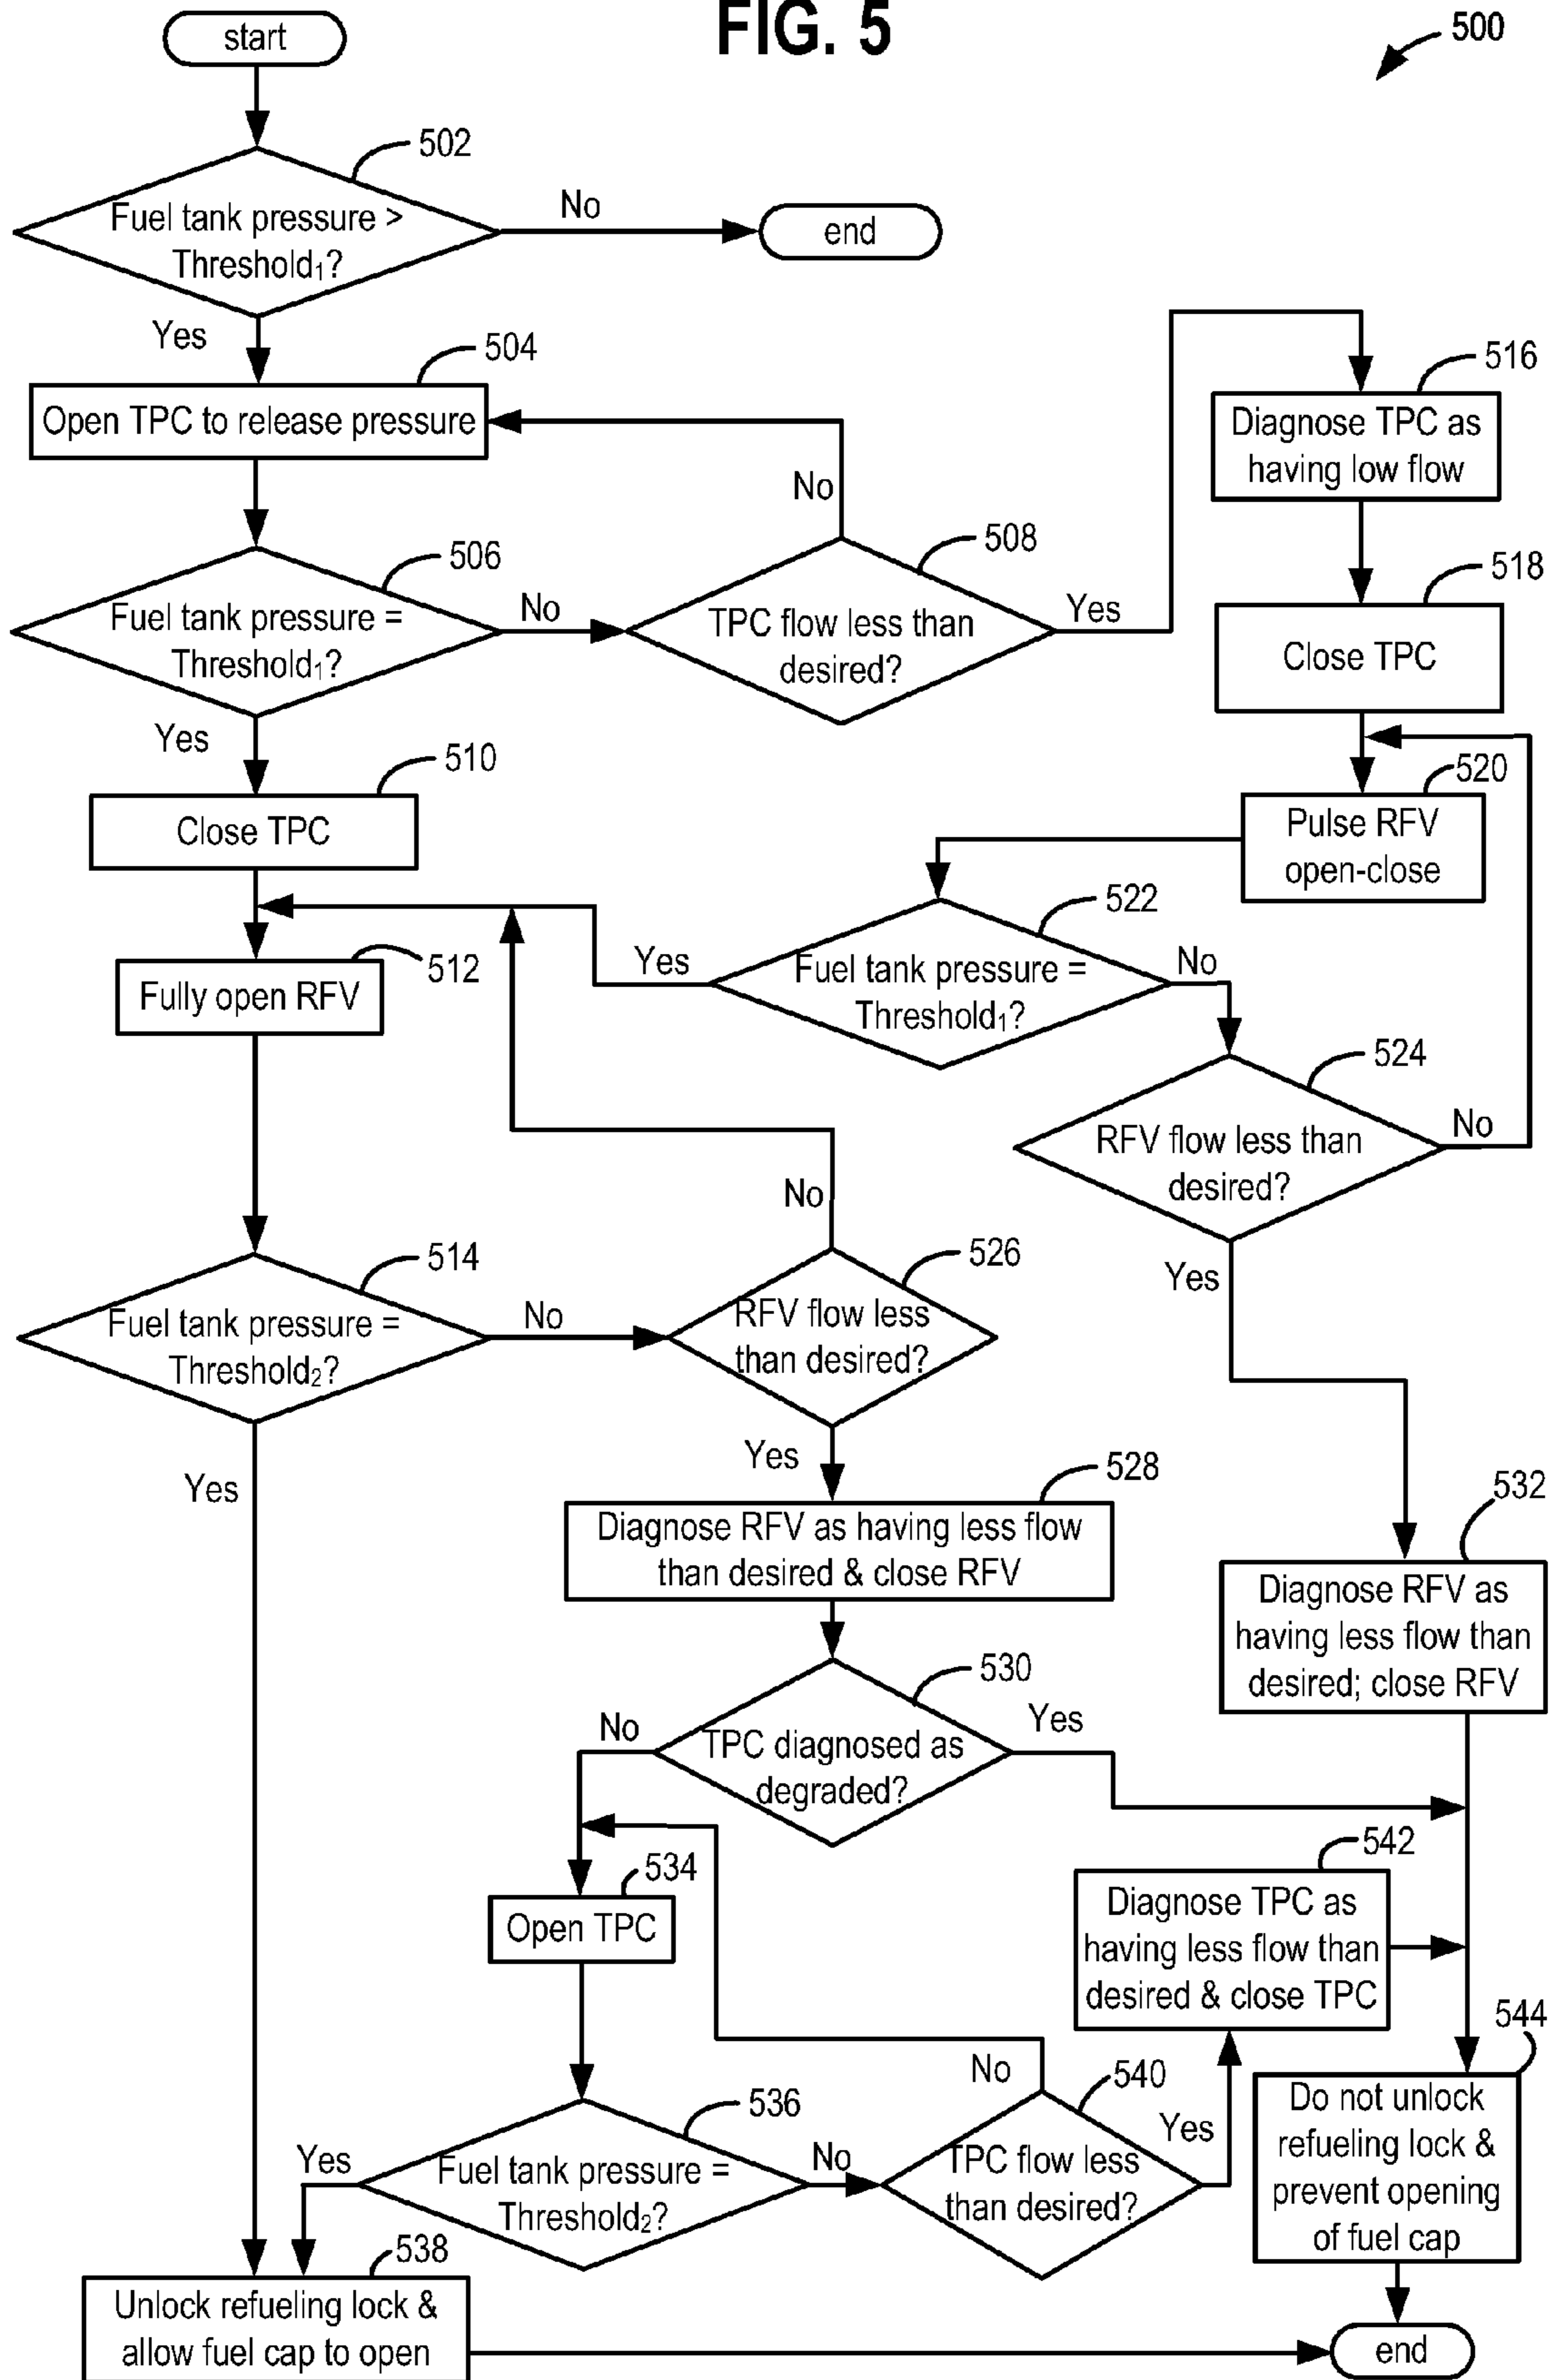 FIG. 5
500
start
502
Fuel tank pressure >
Threshold₁?
No
end
Yes
504
Open TPC to release pressure
516
Diagnose TPC as
having low flow
No
506
Fuel tank pressure =
Threshold₁?
No
508
TPC flow less than
desired?
Yes
518
Close TPC
Yes
510
Close TPC
520
Pulse RFV
open-close
522
Fuel tank pressure =
Threshold₁?
Yes
No
512
Fully open RFV
524
RFV flow less than
desired?
No
Yes
No
514
Fuel tank pressure =
Threshold₂?
No
526
RFV flow less
than desired?
Yes
Yes
528
Diagnose RFV as having less flow
than desired & close RFV
532
Diagnose RFV as
having less flow than
desired; close RFV
530
TPC diagnosed as
degraded?
No
Yes
534
Open TPC
542
Diagnose TPC as
having less flow than
desired & close TPC
544
Do not unlock
refueling lock &
prevent opening
of fuel cap
536
Fuel tank pressure =
Threshold₂?
Yes
No
540
TPC flow less
than desired?
No
Yes
538
Unlock refueling lock &
allow fuel cap to open
end